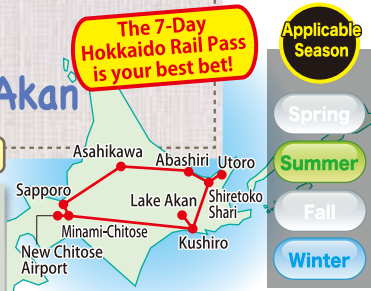 The 7-Day
Hokkaido Rail Pass
is your best bet!
Applicable
Season
Akan
Spring
Summer
Fall
Winter
Asahikawa
Abashiri
Utoro
Sapporo
Lake Akan
Shiretoko
Shari
Minami-Chitose
Kushiro
New Chitose
Airport